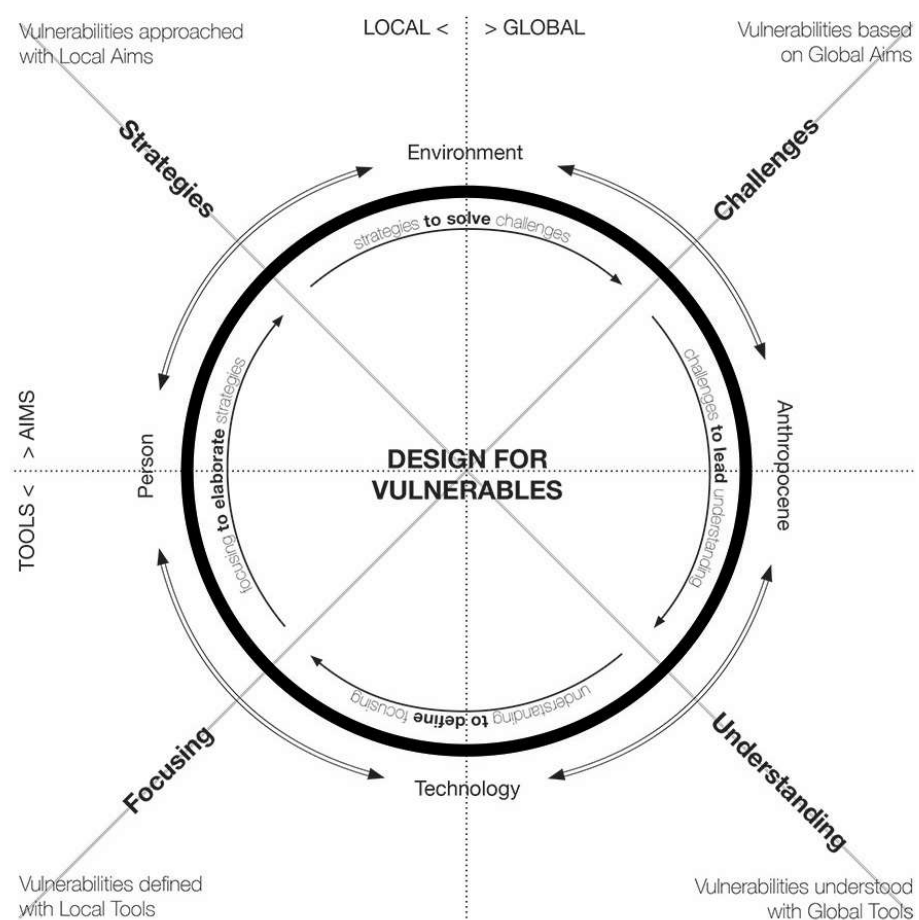 Vulnerabilities approached
with Local Aims
LOCAL < > GLOBAL
Vulnerabilities based
on Global Aims
Strategies
Challenges
Environment
strategies to solve challenges
challenges to lead understanding
Anthropocene
TOOLS < > AIMS
Person
focusing to elaborate strategies
DESIGN FOR
VULNERABLES
understanding to define focusing
Technology
Focusing
Understanding
Vulnerabilities defined
with Local Tools
Vulnerabilities understood
with Global Tools